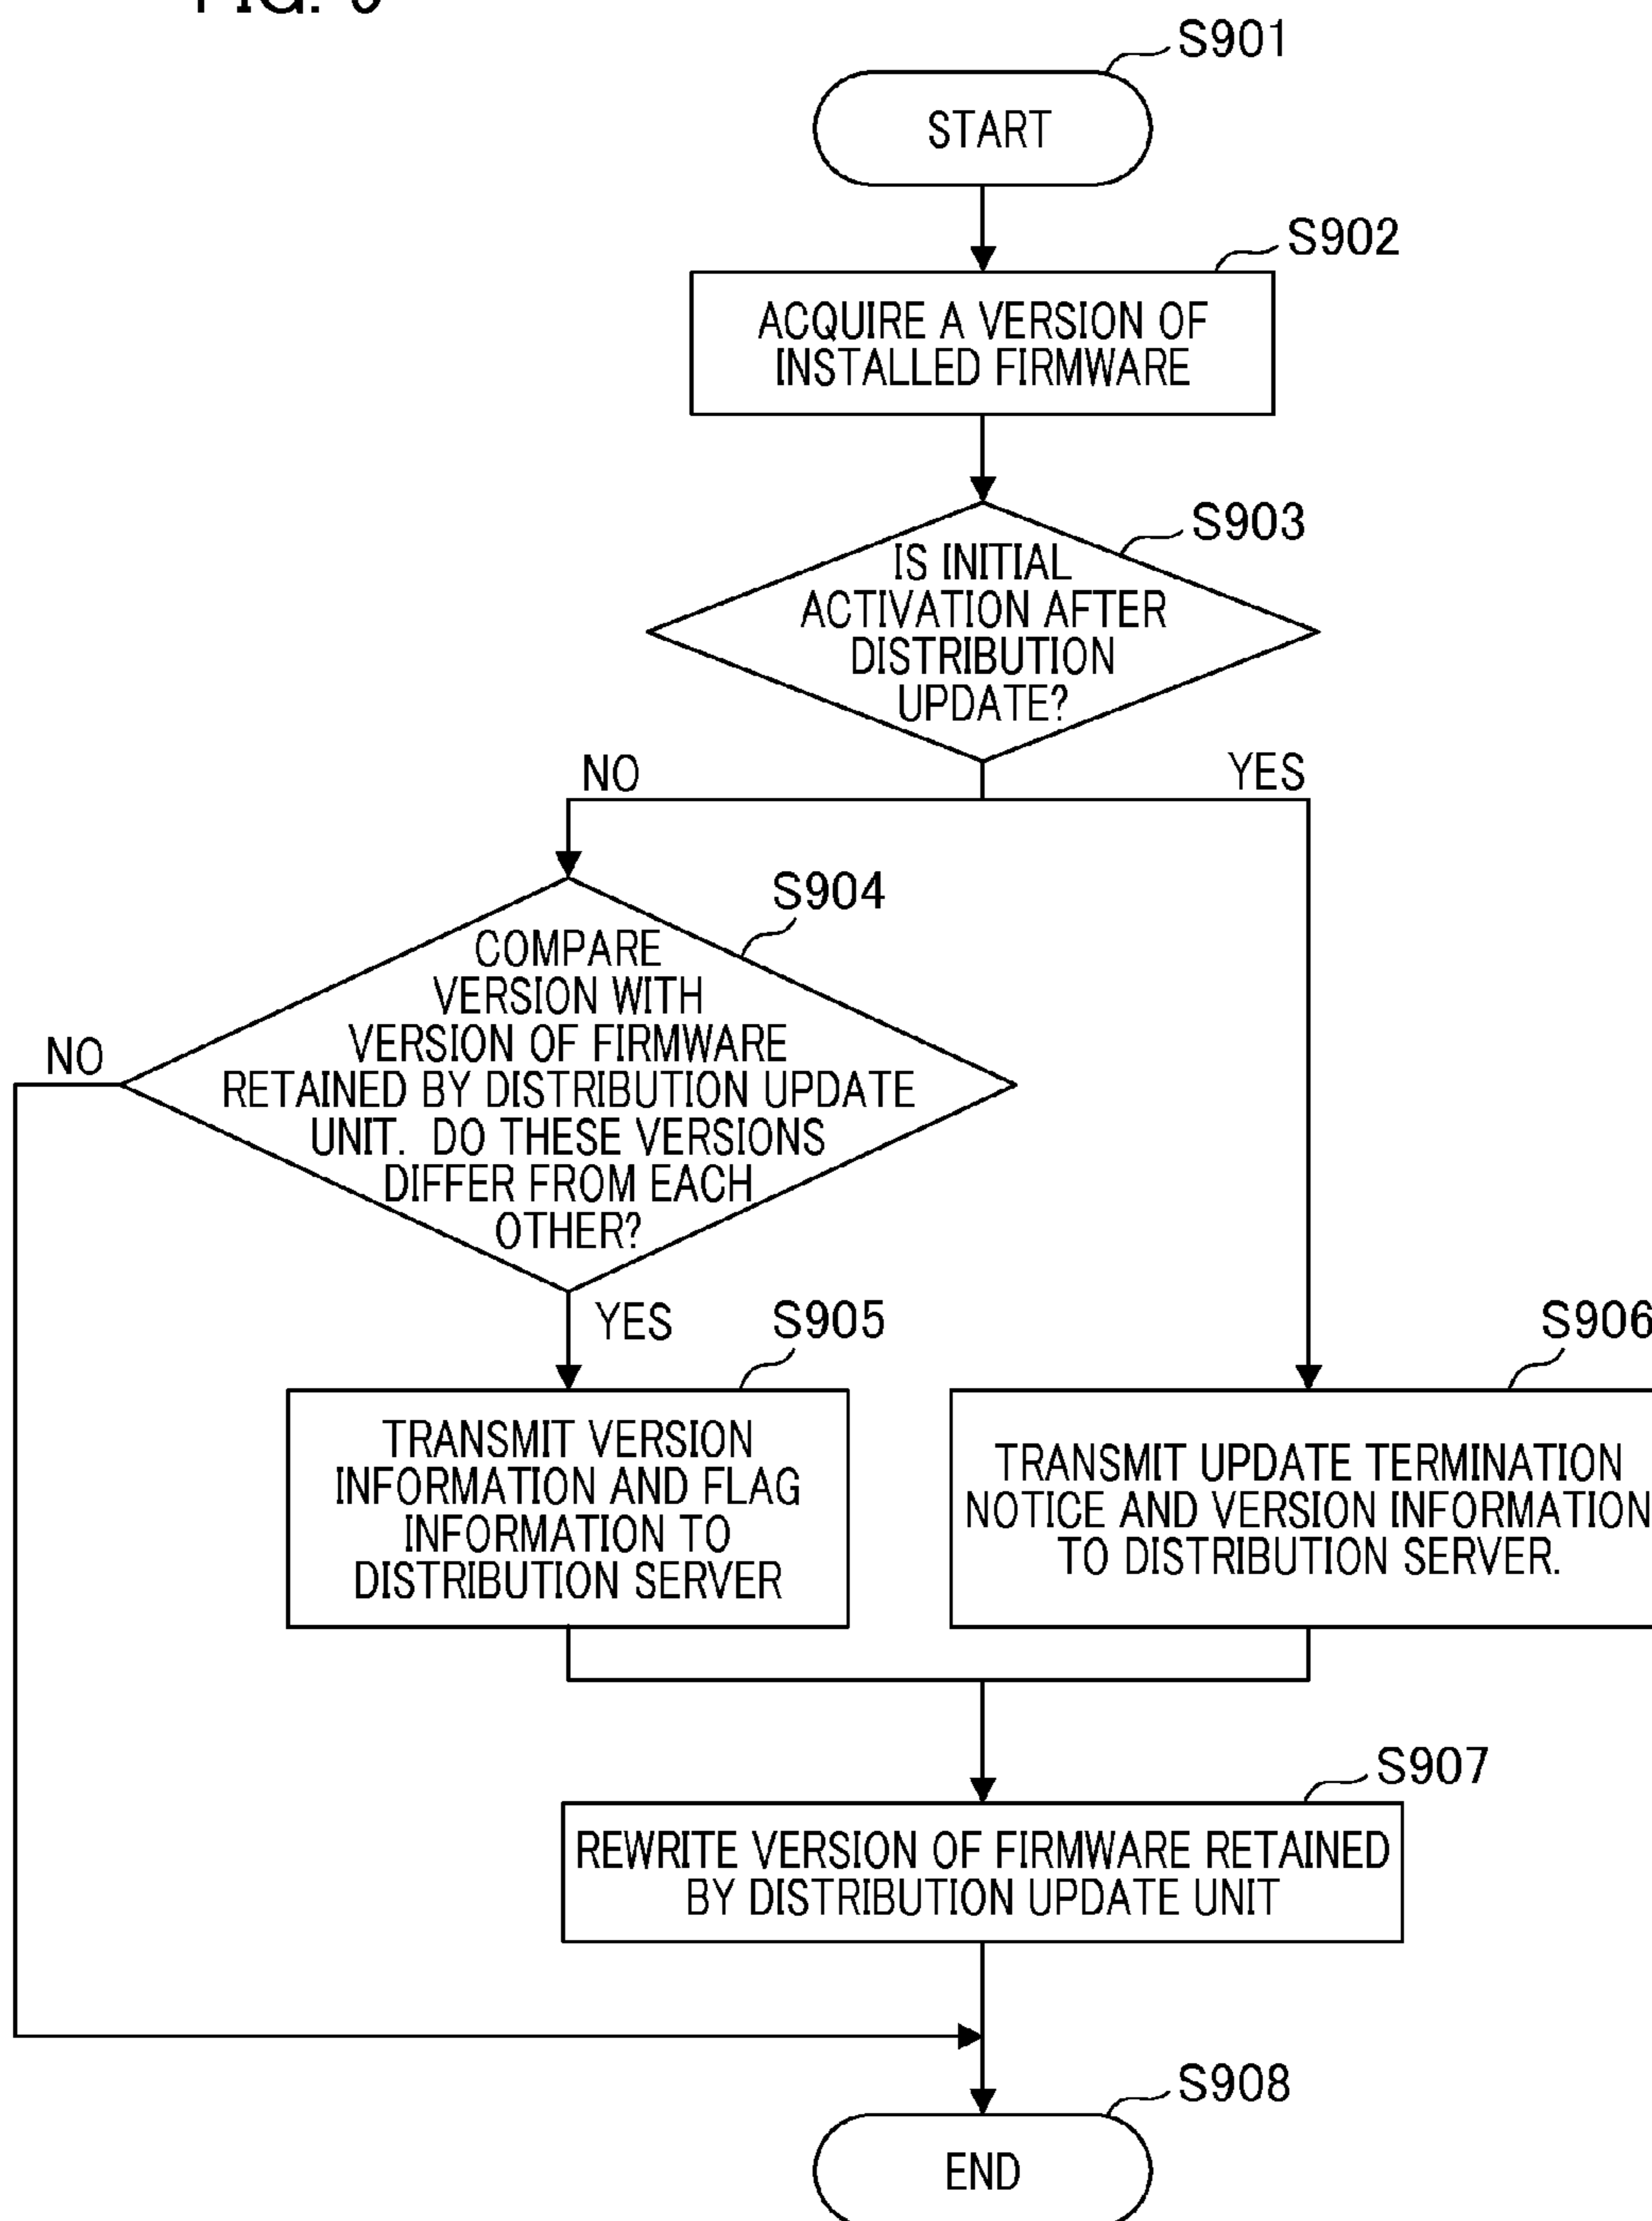 S901
START
S902
ACQUIRE A VERSION OF
INSTALLED FIRMWARE
S903
IS INITIAL
ACTIVATION AFTER
DISTRIBUTION
UPDATE?
NO
YES
S904
COMPARE
VERSION WITH
VERSION OF FIRMWARE
RETAINED BY DISTRIBUTION UPDATE
UNIT. DO THESE VERSIONS
DIFFER FROM EACH
OTHER?
NO
YES
S905
TRANSMIT VERSION
INFORMATION AND FLAG
INFORMATION TO
DISTRIBUTION SERVER
S906
TRANSMIT UPDATE TERMINATION
NOTICE AND VERSION INFORMATION
TO DISTRIBUTION SERVER.
S907
REWRITE VERSION OF FIRMWARE RETAINED
BY DISTRIBUTION UPDATE UNIT
S908
END